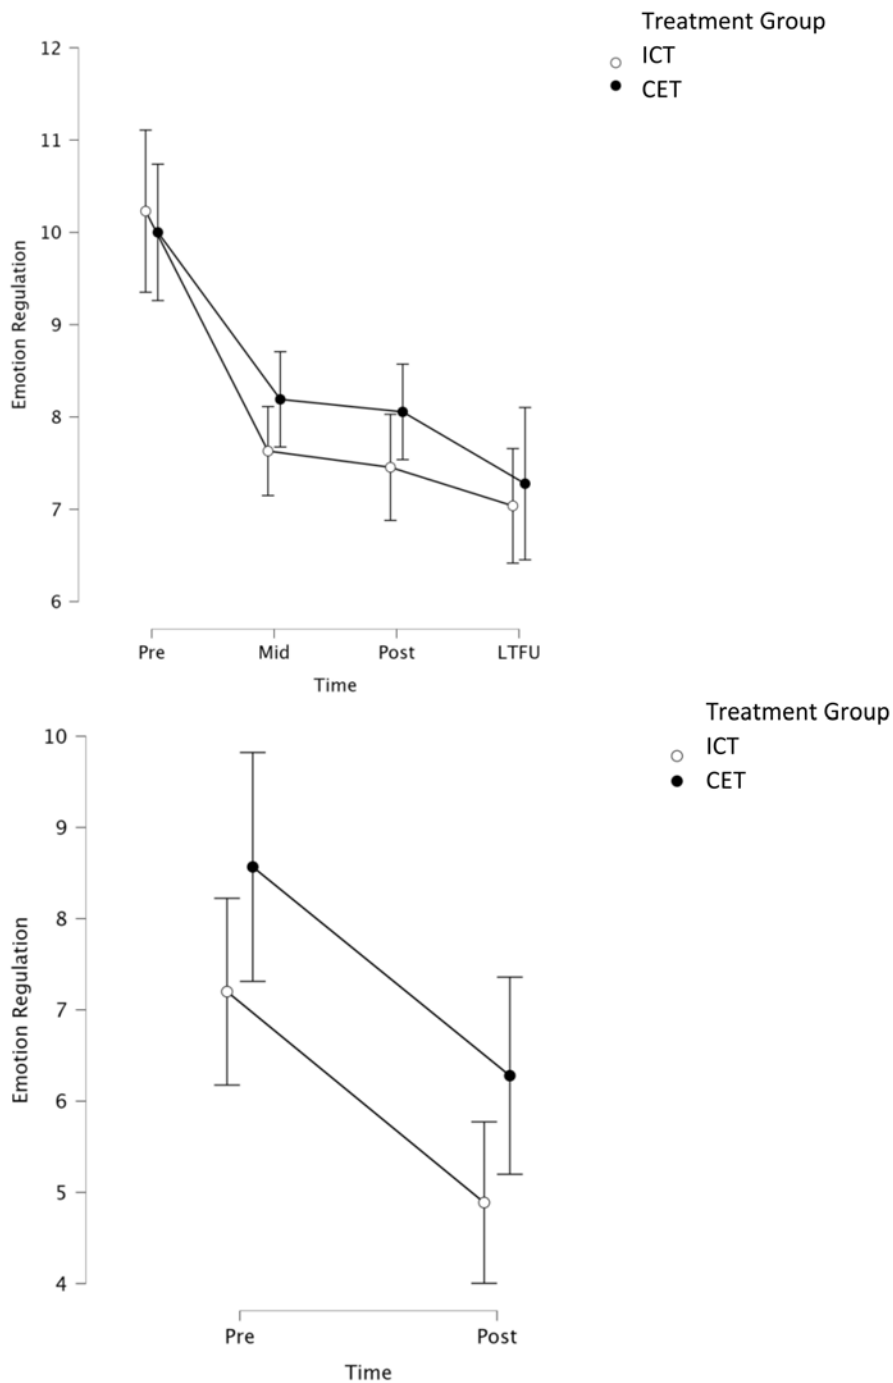 Treatment Group
ICT
CET
12
11
10
9
8
7
6
Emotion Regulation
Pre Mid Post LTFU
Time
Treatment Group
ICT
CET
10
9
8
7
6
5
4
Emotion Regulation
Pre Post
Time